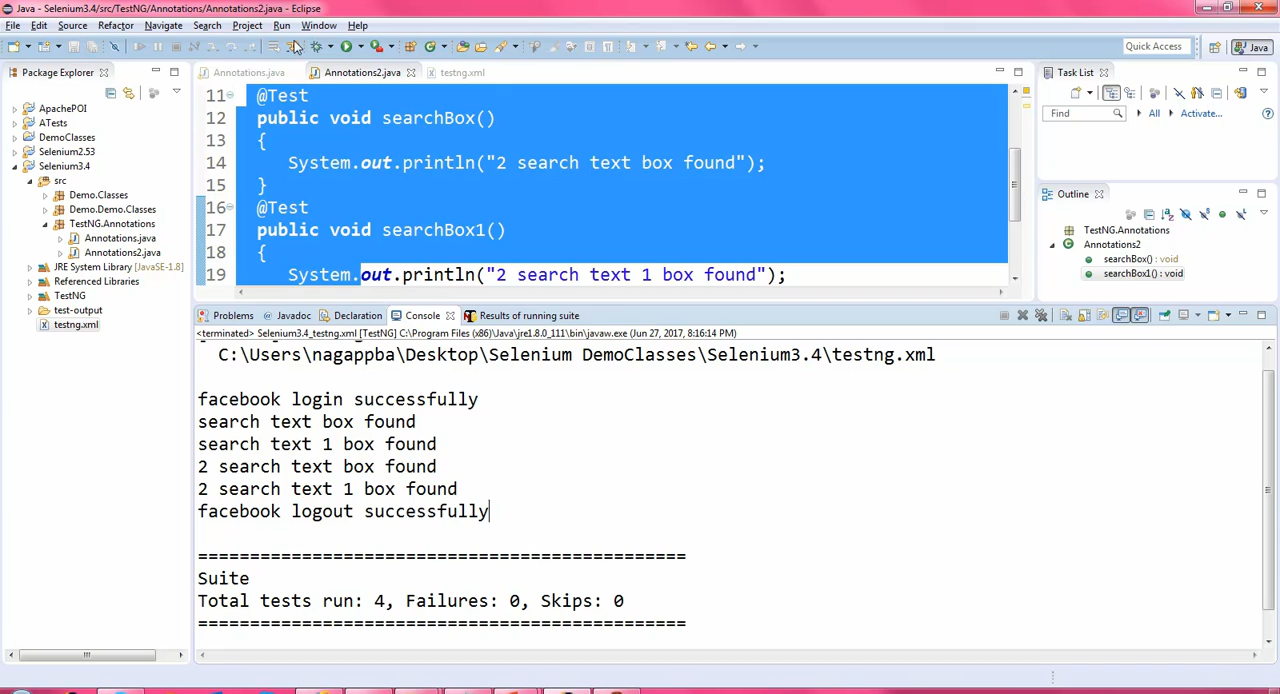 Java - Selenium3.4/src/TestNG/Annotations/Annotations2.java - Eclipse
File Edit Source Refactor Navigate Search Project Run Window Help
Quick Access
Java
Package Explorer
ApachePOI
ATests
DemoClasses
Selenium2.53
Selenium3.4
src
Demo.Classes
Demo.Demo.Classes
TestNG.Annotations
Annotations.java
Annotations2.java
JRE System Library [JavaSE-1.8]
Referenced Libraries
TestNG
test-output
testng.xml
Annotations.java Annotations2.java testng.xml
11 @Test
12 public void searchBox()
13 {
14 System.out.println("2 search text box found");
15 }
16 @Test
17 public void searchBox1()
18 {
19 System.out.println("2 search text 1 box found");
Task List
Find All Activate...
Outline
TestNG.Annotations
Annotations2
searchBox() : void
searchBox1() : void
Problems Javadoc Declaration Console Results of running suite
<terminated> Selenium3.4_testng.xml [TestNG] C:\Program Files (x86)\Java\jre1.8.0_111\bin\javaw.exe (Jun 27, 2017, 8:16:14 PM)
C:\Users\nagappba\Desktop\Selenium DemoClasses\Selenium3.4\testng.xml
facebook login successfully
search text box found
search text 1 box found
2 search text box found
2 search text 1 box found
facebook logout successfully
===============================================
Suite
Total tests run: 4, Failures: 0, Skips: 0
===============================================